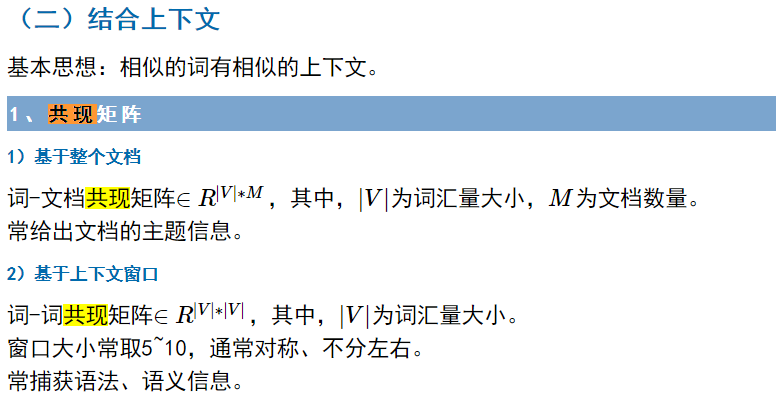 （二）结合上下文
基本思想：相似的词有相似的上下文。
1、共现矩阵
1）基于整个文档
词-文档共现矩阵∈ R^{|V|*M}，其中，|V|为词汇量大小，M为文档数量。
常给出文档的主题信息。
2）基于上下文窗口
词-词共现矩阵∈ R^{|V|*|V|}，其中，|V|为词汇量大小。
窗口大小常取5~10，通常对称、不分左右。
常捕获语法、语义信息。